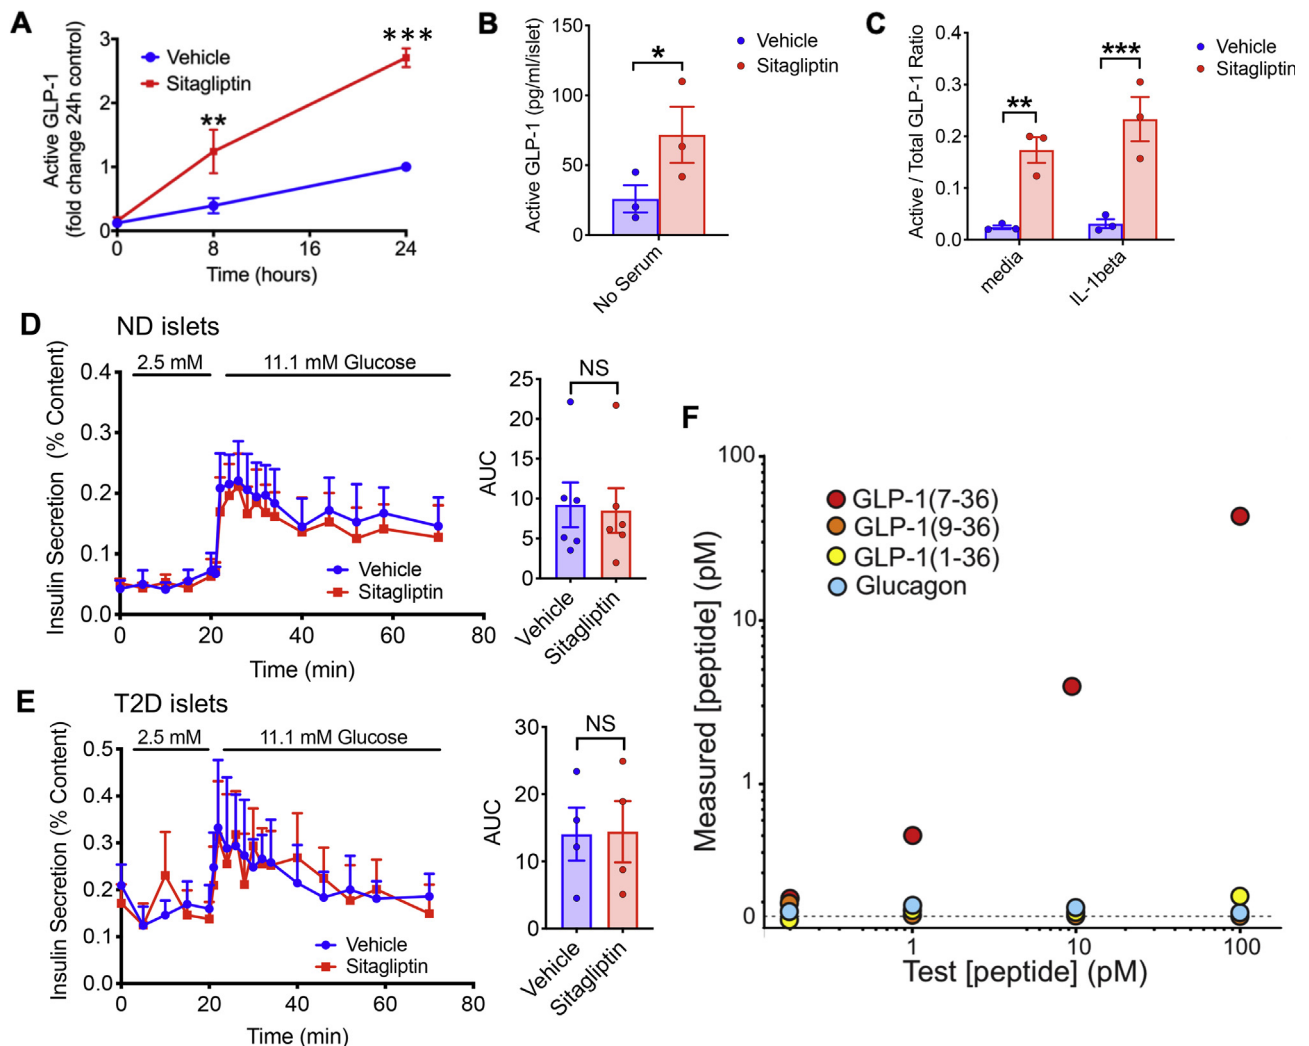 A
Active GLP-1
(fold change 24h control)
3
2
1
0
Vehicle
Sitagliptin
**
***
0
8
16
24
Time (hours)
B
Active GLP-1 (pg/ml/islet)
150
100
50
0
*
Vehicle
Sitagliptin
No Serum
C
Active / Total GLP-1 Ratio
0.4
0.3
0.2
0.1
0.0
**
***
Vehicle
Sitagliptin
media
IL-1beta
D
ND islets
Insulin Secretion (% Content)
2.5 mM
11.1 mM Glucose
0.4
0.3
0.2
0.1
0.0
Vehicle
Sitagliptin
0
20
40
60
80
Time (min)
AUC
25
20
15
10
5
0
NS
Vehicle
Sitagliptin
E
T2D islets
Insulin Secretion (% Content)
2.5 mM
11.1 mM Glucose
0.5
0.4
0.3
0.2
0.1
0.0
Vehicle
Sitagliptin
0
20
40
60
80
Time (min)
AUC
30
20
10
0
NS
Vehicle
Sitagliptin
F
Measured [peptide] (pM)
100
10
1
0
GLP-1(7-36)
GLP-1(9-36)
GLP-1(1-36)
Glucagon
1
10
100
Test [peptide] (pM)